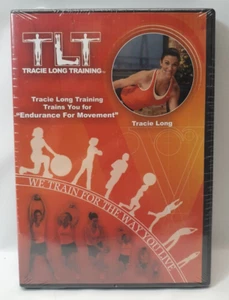 TLT
TRACIE LONG TRAINING
Tracie Long Training
Trains You for
"Endurance For Movement"
Tracie Long
WE TRAIN FOR THE WAY YOU LIVE